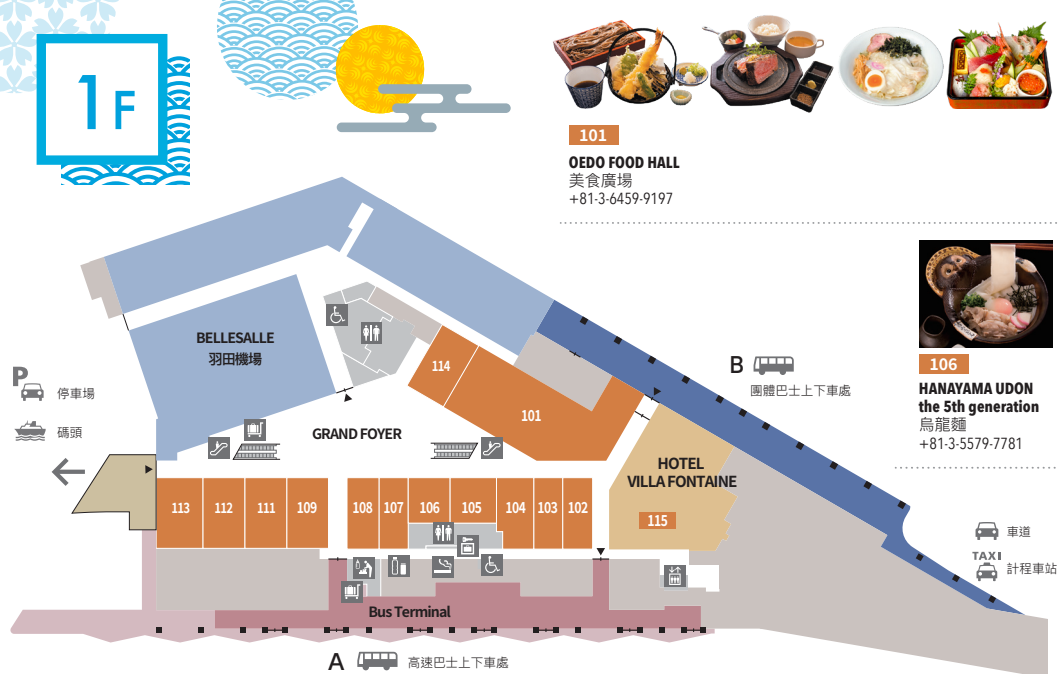 1F
101
OEDO FOOD HALL
美食廣場
+81-3-6459-9197
106
HANAYAMA UDON
the 5th generation
烏龍麵
+81-3-5579-7781
BELLESALLE
羽田機場
P
停車場
碼頭
GRAND FOYER
114
101
B
團體巴士上下車處
HOTEL
VILLA FONTAINE
115
113
112
111
109
108
107
106
105
104
103
102
車道
TAXI
計程車站
Bus Terminal
A
高速巴士上下車處